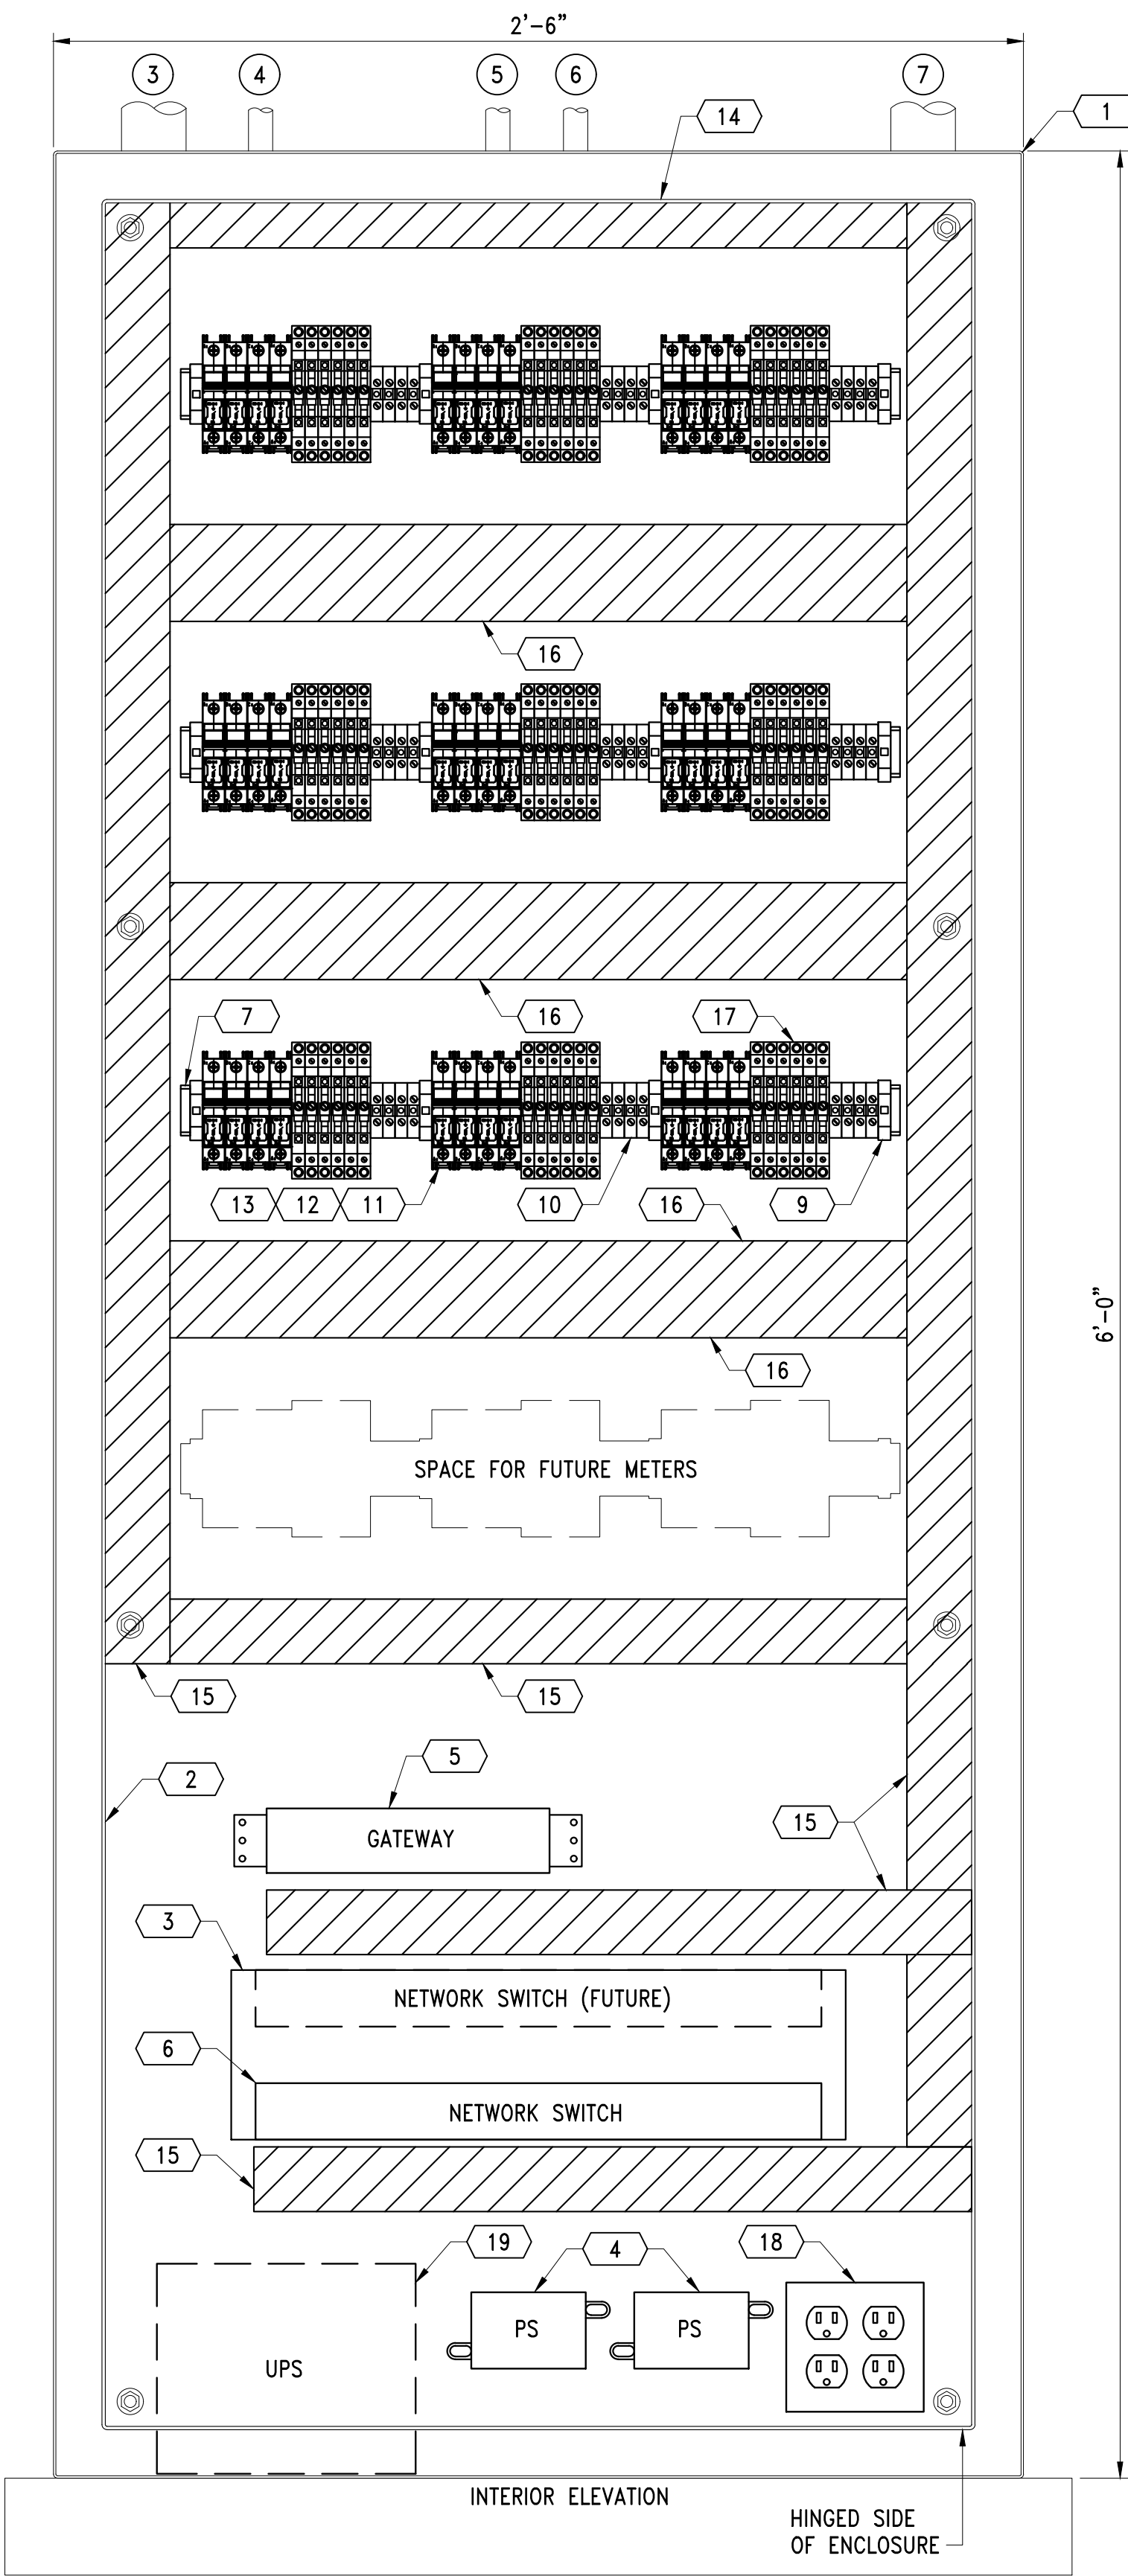 2'-6"
3 4 5 6 7
14 1
16
16
7 17
13 12 11 10 16 9
6'-0"
16
SPACE FOR FUTURE METERS
15 15
5
2
15
GATEWAY
3
NETWORK SWITCH (FUTURE)
6
NETWORK SWITCH
15
19 4 18
PS PS
UPS
INTERIOR ELEVATION
HINGED SIDE
OF ENCLOSURE